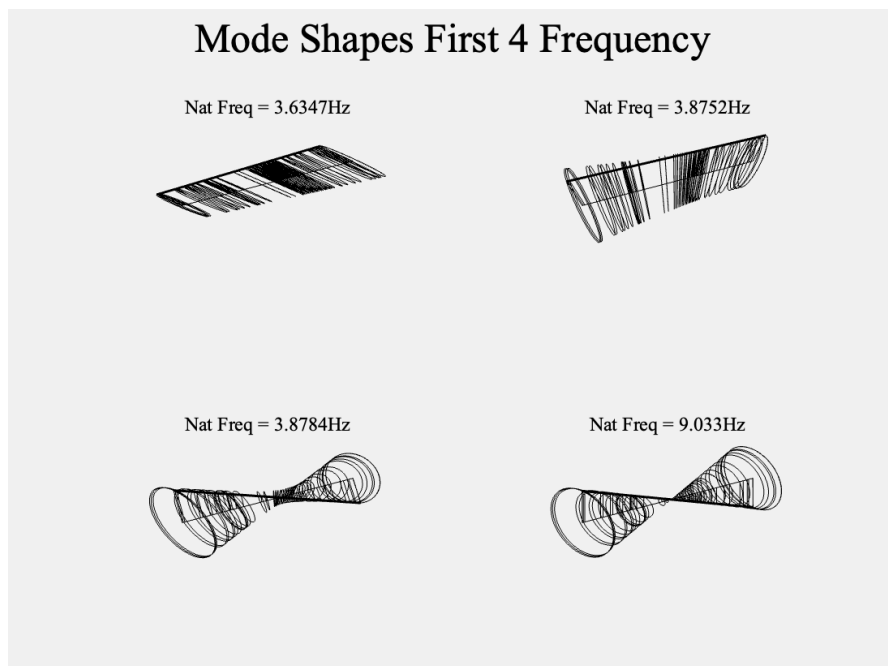 Mode Shapes First 4 Frequency
Nat Freq = 3.6347Hz
Nat Freq = 3.8752Hz
Nat Freq = 3.8784Hz
Nat Freq = 9.033Hz